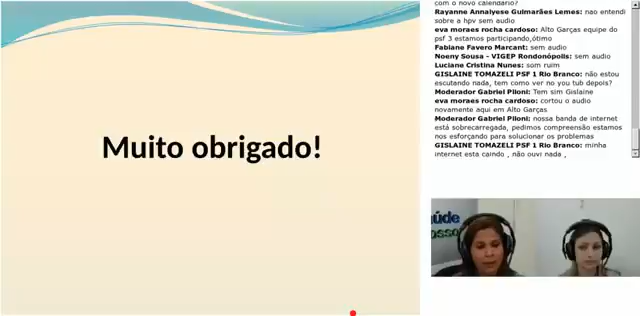 Muito obrigado!
com o novo calendário?
Rayanne Annalyese Guimarães Lemes: nao entendi
sobre a hpv sem audio
eva moraes rocha cardoso: Alto Garças equipe do
psf 3 estamos participando,ótimo
Fabiane Favero Marcant: sem audio
Noeny Sousa - VIGEP Rondonópolis: sem audio
Luciane Cristina Nunes: som ruim
GISLAINE TOMAZELI PSF 1 Rio Branco: não estou
escutando nada, tem como ver no you tub depois?
Moderador Gabriel Piloni: Tem sim Gislaine
eva moraes rocha cardoso: cortou o audio
novamente aqui em Alto Garças
Moderador Gabriel Piloni: nossa banda de internet
está sobrecarregada, pedimos compreensão estamos
nos esforçando para solucionar os problemas
GISLAINE TOMAZELI PSF 1 Rio Branco: minha
internet esta caindo , não ouvi nada ,
úde